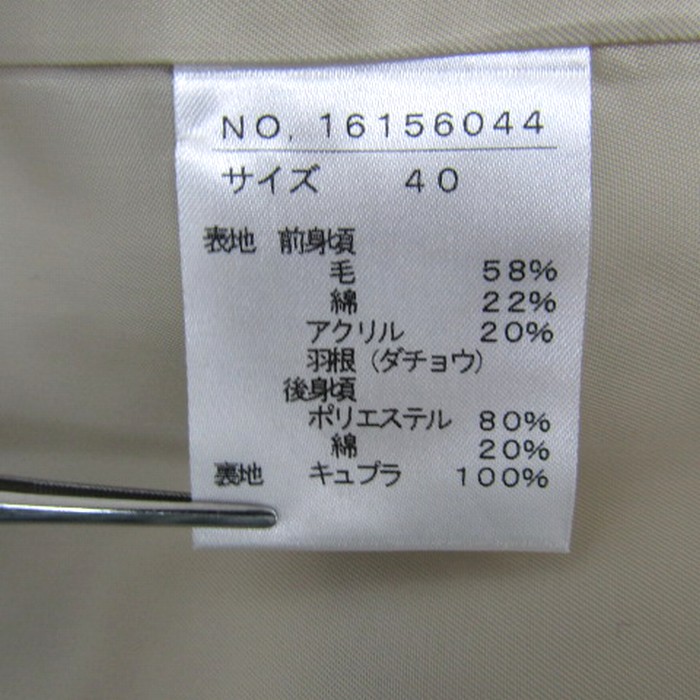 NO. 16156044
サイズ 40
表地 前身頃
毛 58%
綿 22%
アクリル 20%
羽根(ダチョウ)
後身頃
ポリエステル 80%
綿 20%
裏地 キュプラ 100%